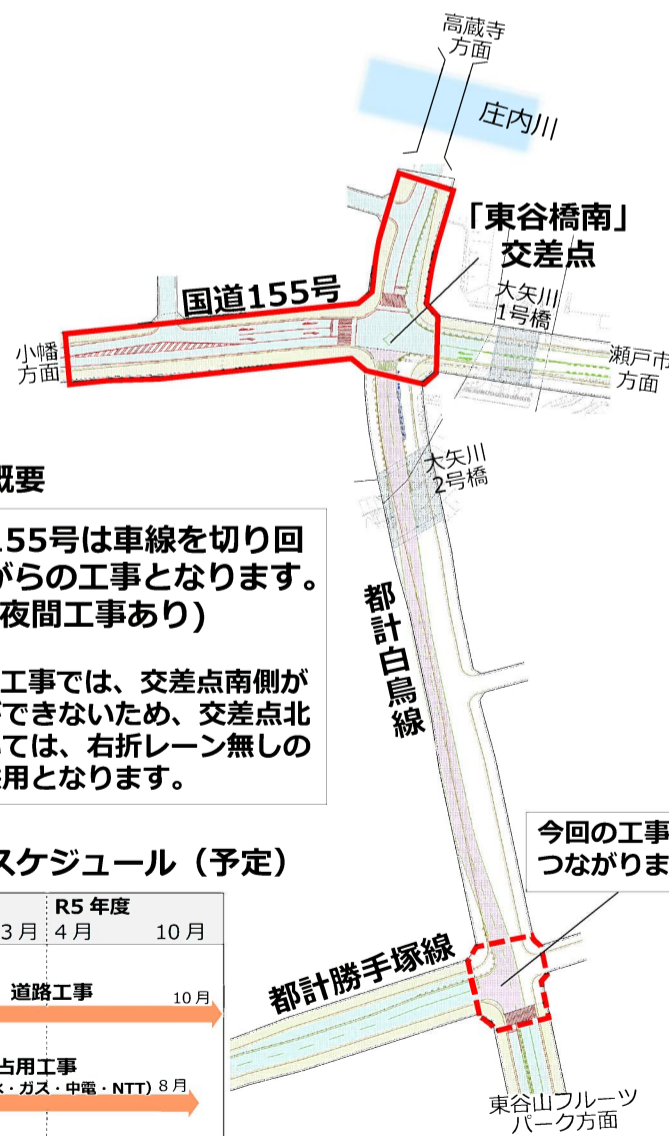 高蔵寺
方面
庄内川
「東谷橋南」
交差点
国道155号
大矢川
1号橋
小幡
方面
瀬戸市
方面
大矢川
2号橋
概要
155号は車線を切り回
がらの工事となります。
夜間工事あり)
工事では、交差点南側が
ができないため、交差点北
いては、右折レーン無しの
用となります。
都計白鳥線
今回の工事
つながりま
スケジュール（予定）
R5 年度
3 月 4 月 10 月
道路工事 10 月
占用工事
・ガス・中電・NTT) 8 月
都計勝手塚線
東谷山フルーツ
パーク方面